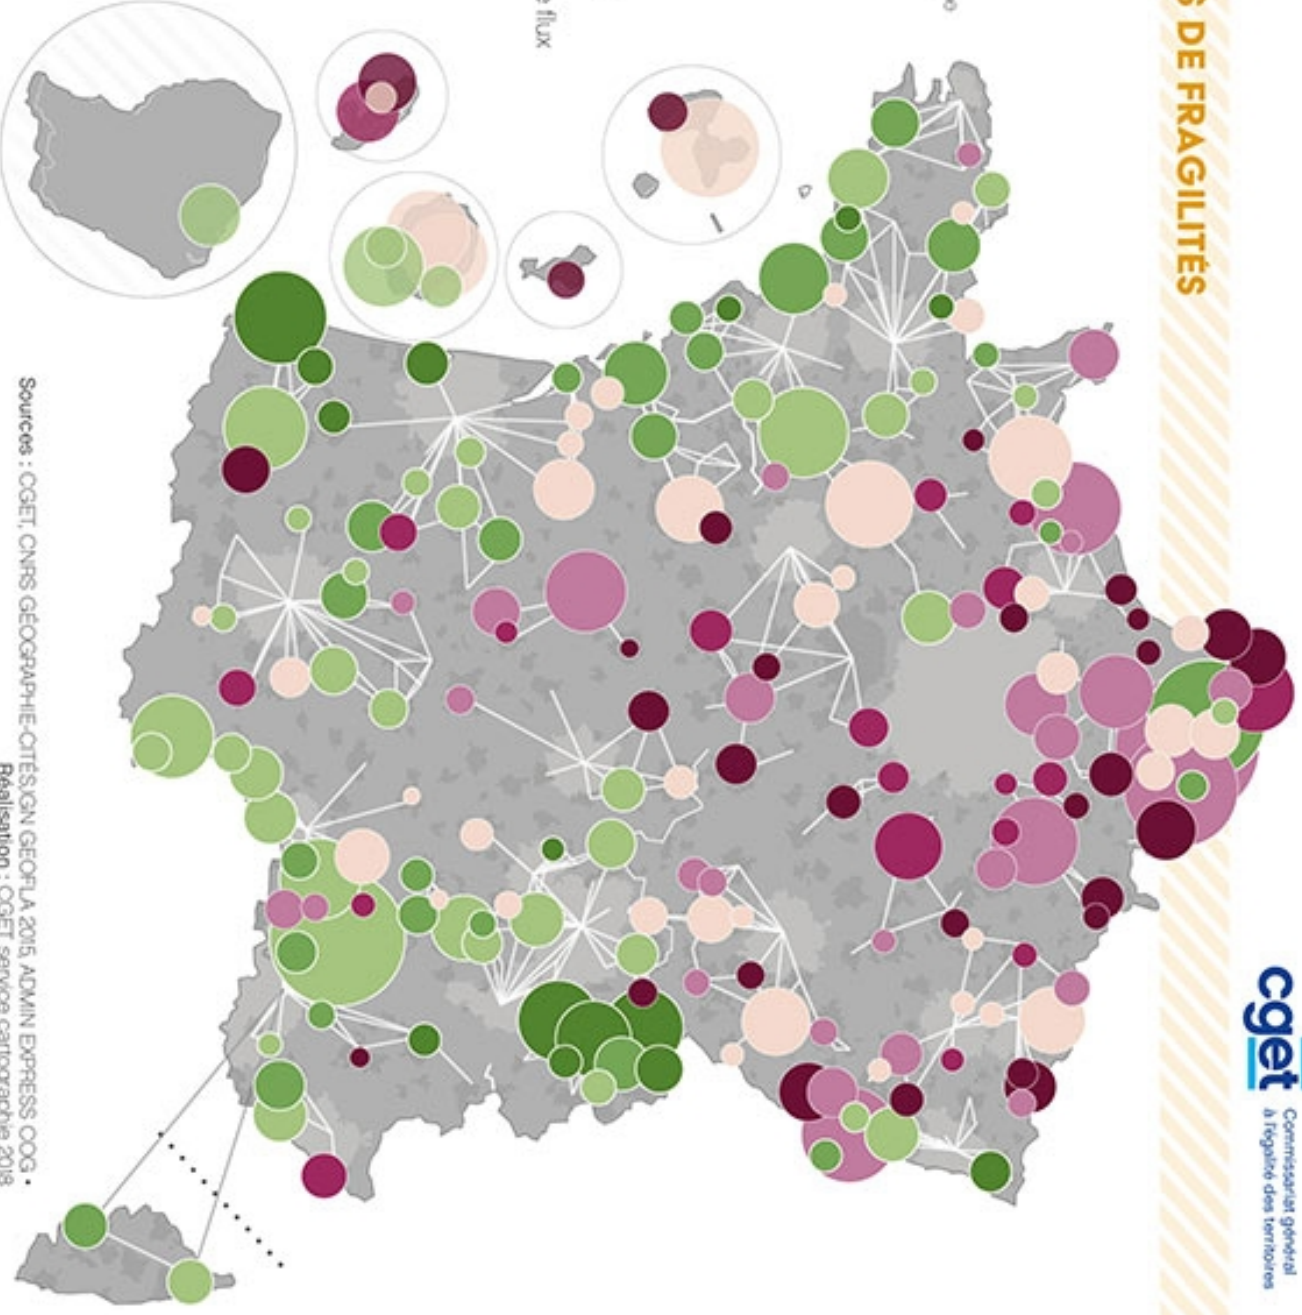 S DE FRAGILITÉS
cget
Commissariat général
à l'égalité des territoires
e
e flux
Sources : CGET, CNRS GÉOGRAPHIE-CITÉS, IGN GEOFLA 2015, ADMIN EXPRESS COG •
Réalisation : CGET, service cartographie 2018